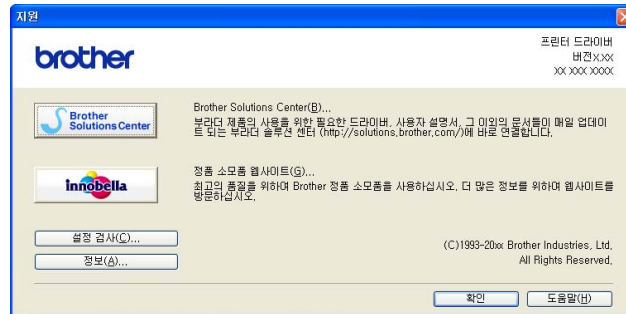 지원
brother
프린터 드라이버
버전x.xx
xx xxx xxxx
Brother
Solutions Center
Brother Solutions Center(B)...
부라더 제품의 사용을 위한 필요한 드라이버, 사용자 설명서, 그 이외의 문서들이 매일 업데이
트 되는 부라더 솔루션 센터 (http://solutions.brother.com/)에 바로 연결합니다.
innobella
정품 소모품 웹사이트(G)...
최고의 품질을 위하여 Brother 정품 소모품을 사용하십시오. 더 많은 정보를 위하여 웹사이트를
방문하십시오.
설정 검사(C)...
정보(A)...
(C)1993-20xx Brother Industries, Ltd.
All Rights Reserved.
확인
도움말(H)